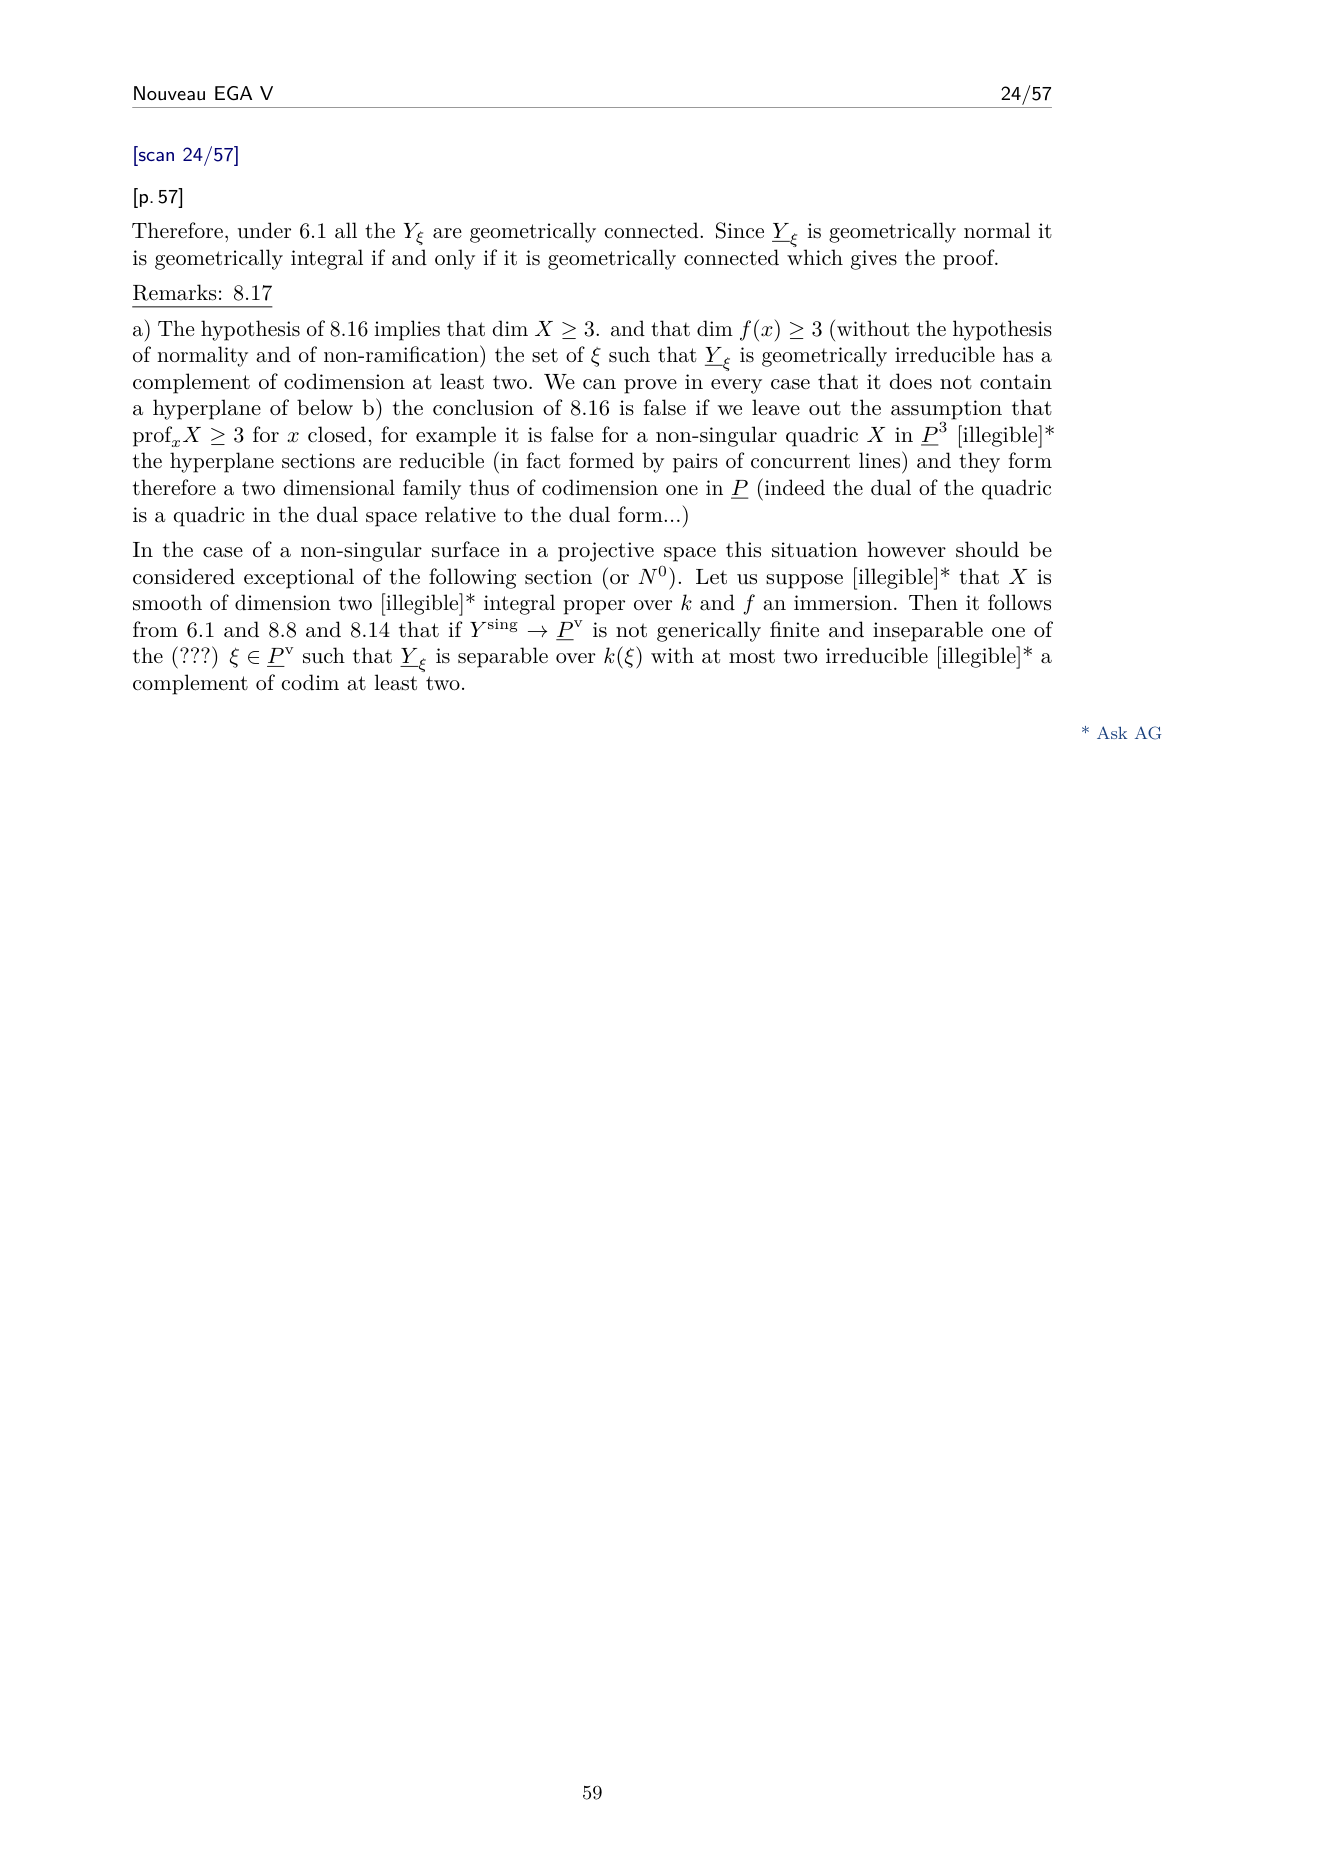 Nouveau EGA V 24/57
[scan 24/57]
[p. 57]
Therefore, under 6.1 all the Y_ξ are geometrically connected. Since Y_ξ is geometrically normal it
is geometrically integral if and only if it is geometrically connected which gives the proof.
Remarks: 8.17
a) The hypothesis of 8.16 implies that dim X ≥ 3. and that dim f(x) ≥ 3 (without the hypothesis
of normality and of non-ramification) the set of ξ such that Y_ξ is geometrically irreducible has a
complement of codimension at least two. We can prove in every case that it does not contain
a hyperplane of below b) the conclusion of 8.16 is false if we leave out the assumption that
prof_x X ≥ 3 for x closed, for example it is false for a non-singular quadric X in P^3 [illegible]*
the hyperplane sections are reducible (in fact formed by pairs of concurrent lines) and they form
therefore a two dimensional family thus of codimension one in P (indeed the dual of the quadric
is a quadric in the dual space relative to the dual form...)
In the case of a non-singular surface in a projective space this situation however should be
considered exceptional of the following section (or N^0). Let us suppose [illegible]* that X is
smooth of dimension two [illegible]* integral proper over k and f an immersion. Then it follows
from 6.1 and 8.8 and 8.14 that if Y^sing → P^v is not generically finite and inseparable one of
the (???) ξ ∈ P^v such that Y_ξ is separable over k(ξ) with at most two irreducible [illegible]* a
complement of codim at least two.
* Ask AG
59